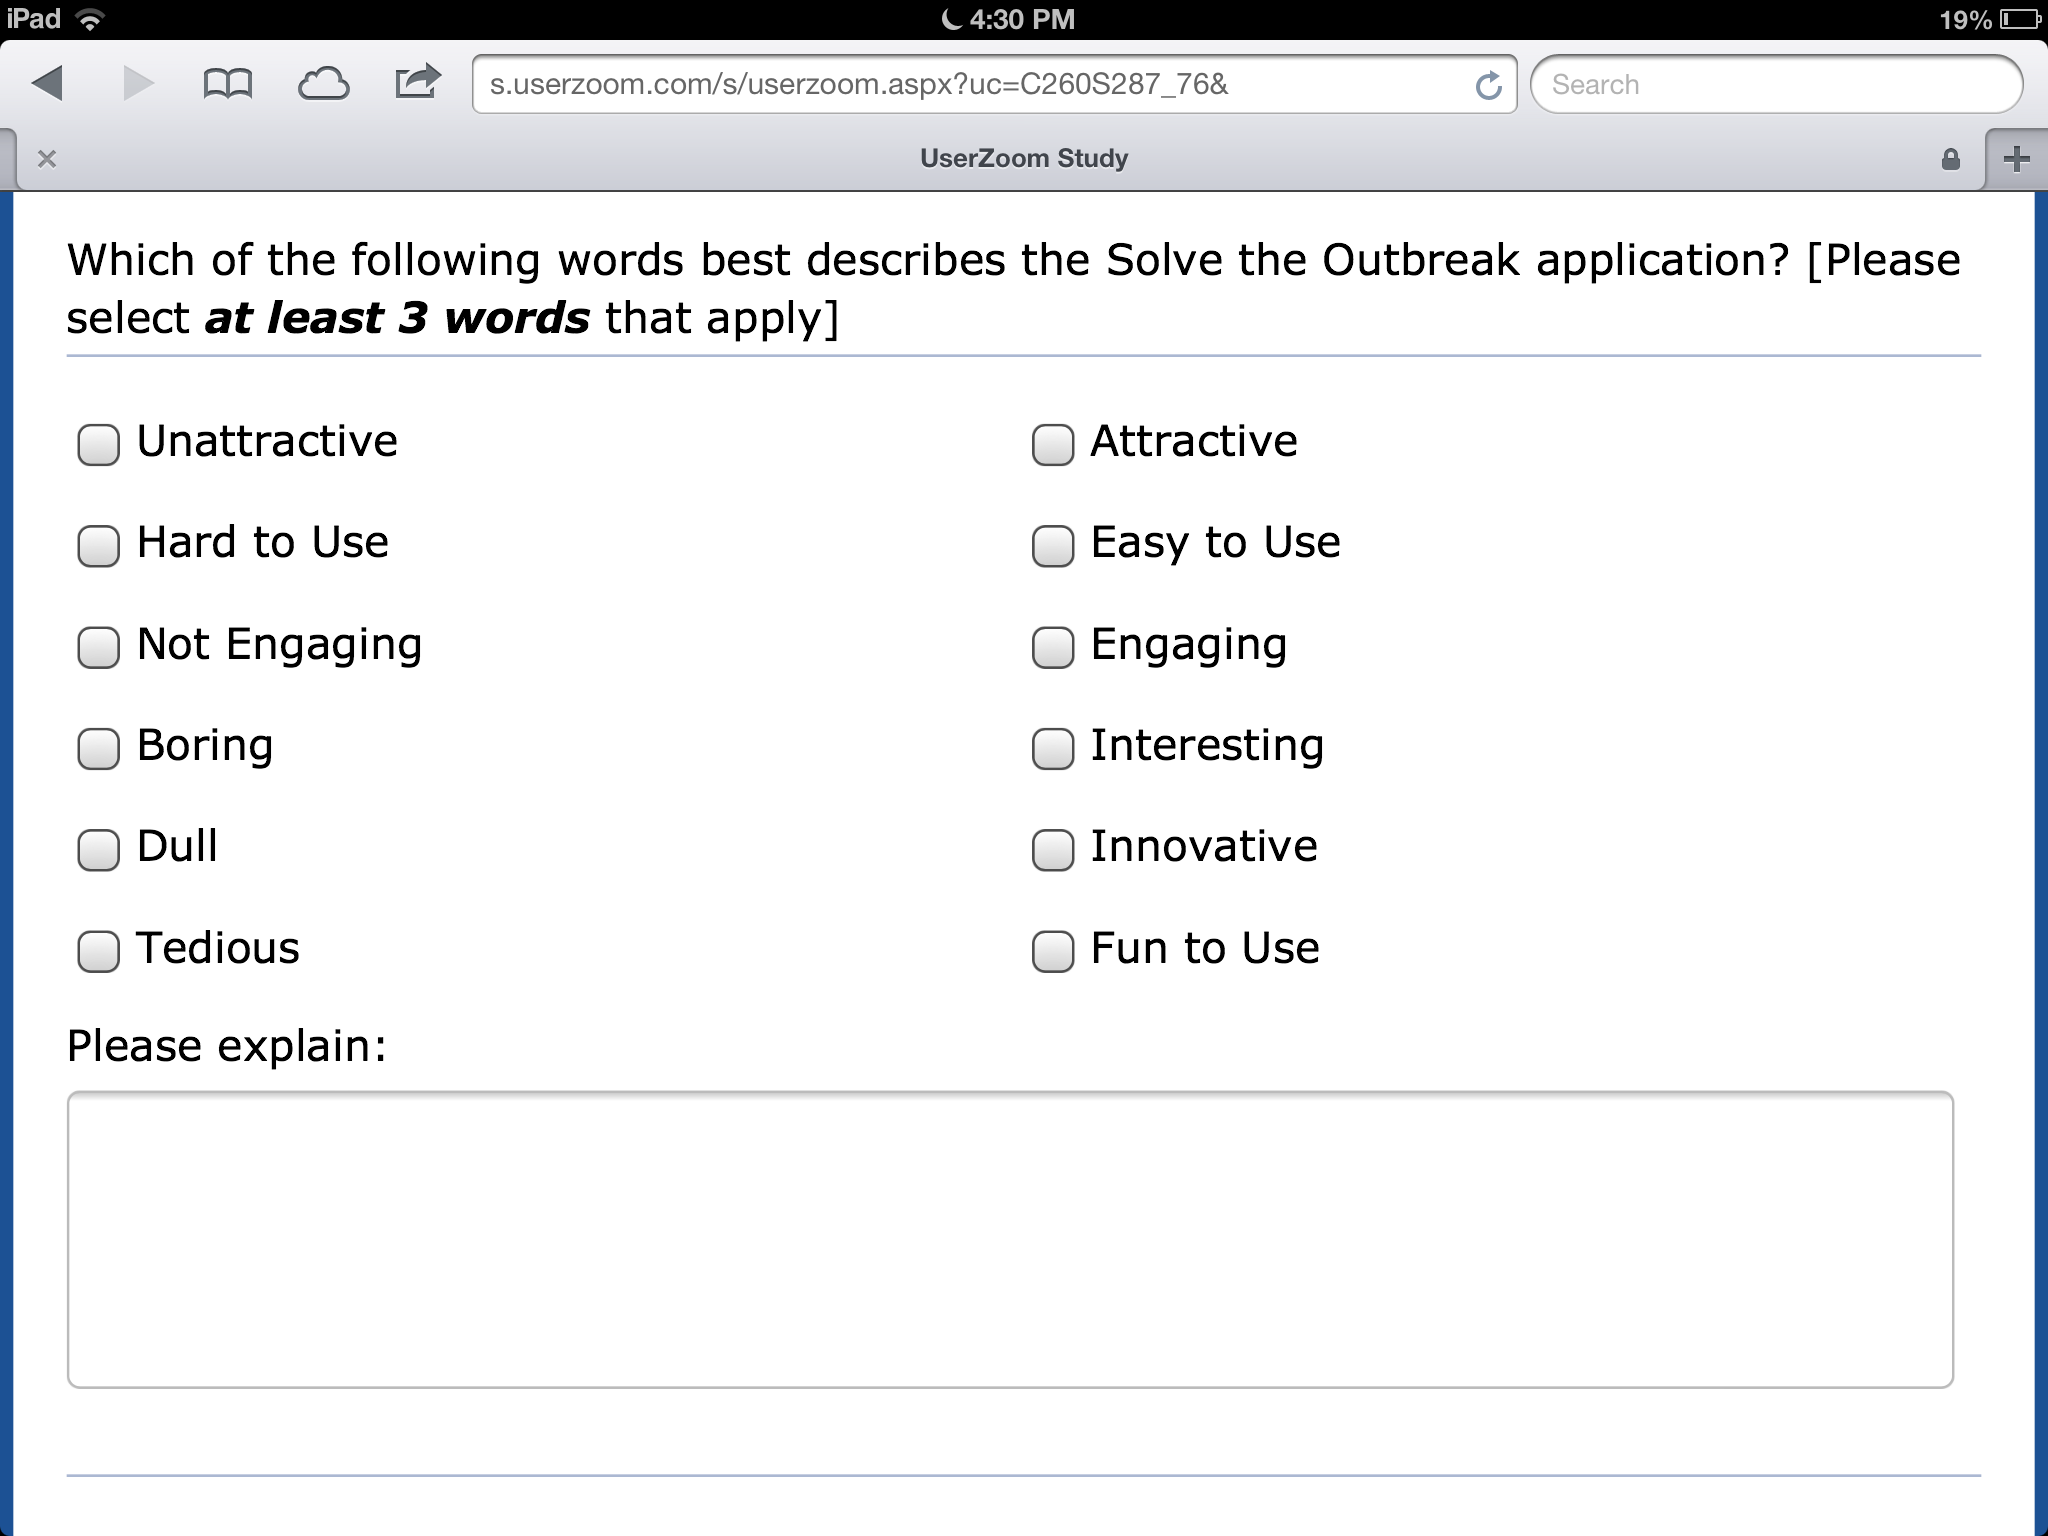 iPad 4:30 PM 19%
s.userzoom.com/s/userzoom.aspx?uc=C260S287_76& Search
UserZoom Study
Which of the following words best describes the Solve the Outbreak application? [Please
select at least 3 words that apply]
Unattractive Attractive
Hard to Use Easy to Use
Not Engaging Engaging
Boring Interesting
Dull Innovative
Tedious Fun to Use
Please explain: